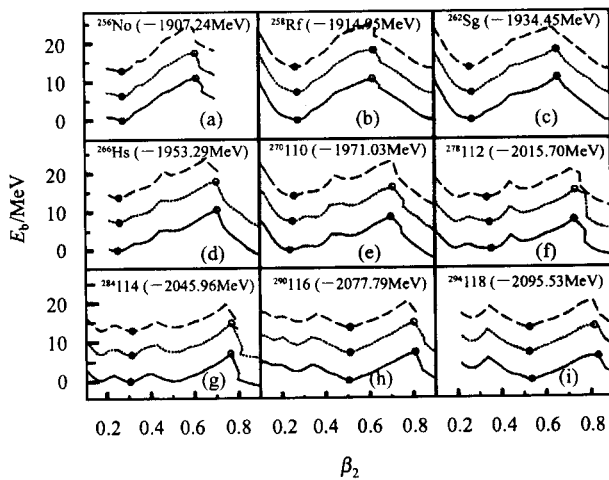 ²⁵⁶No (−1907.24MeV)
²⁵⁸Rf (−1914.95MeV)
²⁶²Sg (−1934.45MeV)
20
10
0
(a)
(b)
(c)
²⁶⁶Hs (−1953.29MeV)
²⁷⁰110 (−1971.03MeV)
²⁷⁸112 (−2015.70MeV)
20
10
0
(d)
(e)
(f)
E_b/MeV
²⁸⁴114 (−2045.96MeV)
²⁹⁰116 (−2077.79MeV)
²⁹⁴118 (−2095.53MeV)
20
10
0
(g)
(h)
(i)
0.2 0.4 0.6 0.8 0.2 0.4 0.6 0.8 0.2 0.4 0.6 0.8
β₂